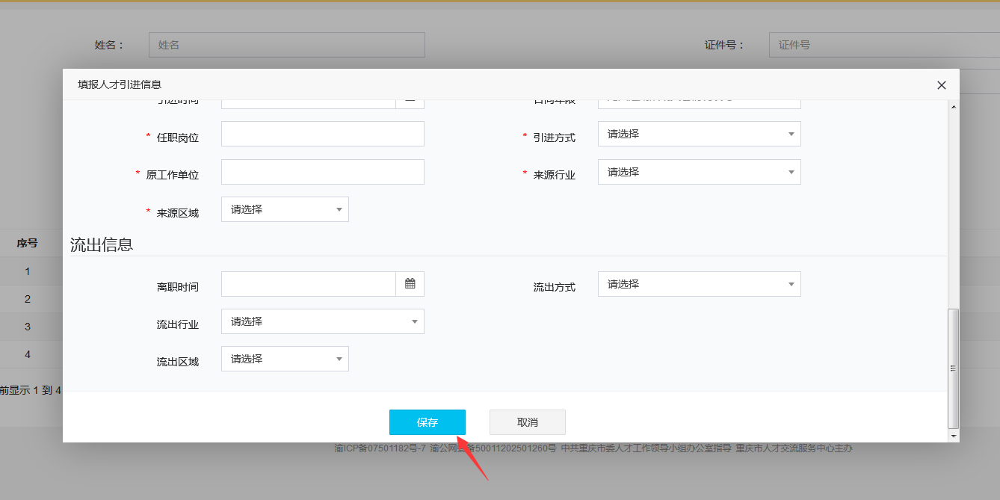 姓名： 姓名 证件号： 证件号
填报人才引进信息
引进时间 合同年限
* 任职岗位 * 引进方式 请选择
* 原工作单位 * 来源行业 请选择
* 来源区域 请选择
序号 流出信息
1
离职时间 流出方式 请选择
2
流出行业 请选择
3
4 流出区域 请选择
前显示 1 到 4
保存 取消
渝ICP备07501182号-7 渝公网安备50011202501260号 中共重庆市委人才工作领导小组办公室指导 重庆市人才交流服务中心主办